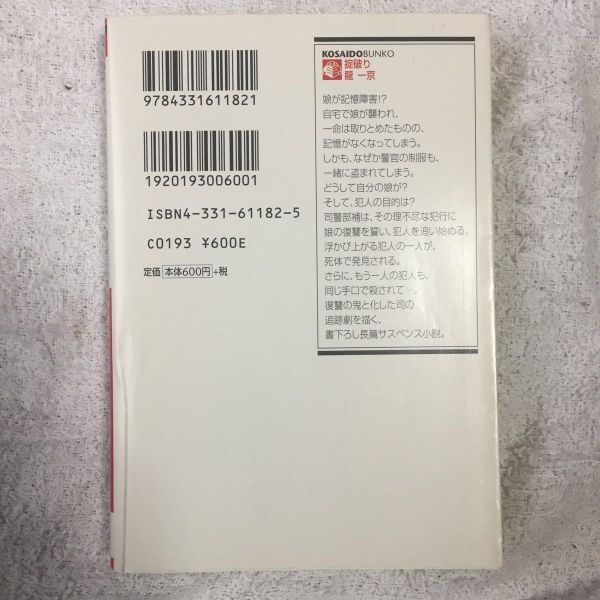 9784331611821
1920193006001
ISBN4-331-61182-5
C0193 ¥600E
定価 本体600円 +税
KOSAIDOBUNKO
掟破り
龍 一京
娘が記憶障害!?
自宅で娘が襲われ、
一命は取りとめたものの、
記憶がなくなってしまう。
しかも、なぜか警官の制服も、
一緒に盗まれてしまう。
どうして自分の娘が?
そして、犯人の目的は?
司警部補は、その理不尽な犯行に
娘の復讐を誓い、犯人を追い始める。
浮かび上がる犯人の一人が、
死体で発見される。
さらに、もう一人の犯人も、
同じ手口で殺されて…。
復讐の鬼と化した司の
追跡劇を描く、
書下ろし長篇サスペンス小説。